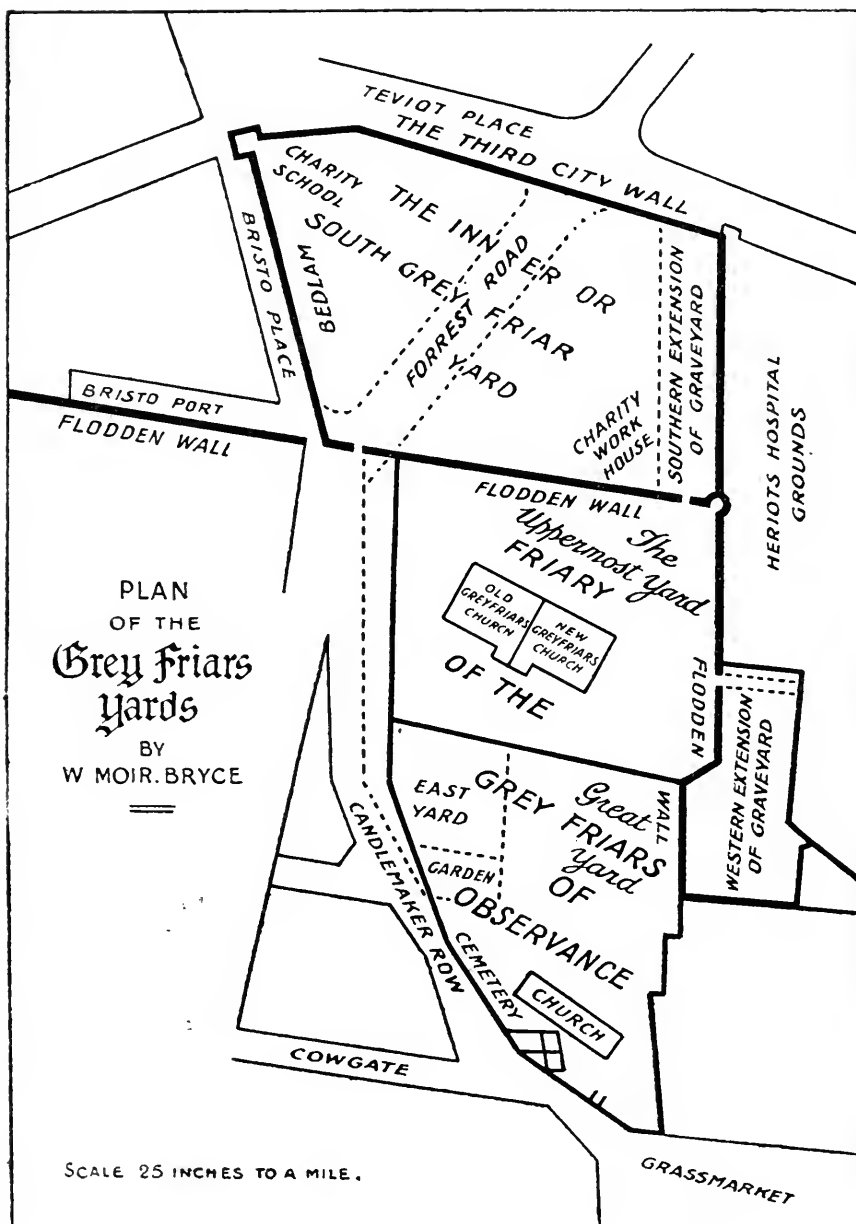 TEVIOT PLACE
THE THIRD CITY WALL
CHARITY
SCHOOL
THE INNER OR
SOUTH GREY FRIAR
YARD
BEDLAM
FORREST ROAD
BRISTO PLACE
SOUTHERN EXTENSION
OF GRAVEYARD
CHARITY
WORK
HOUSE
HERIOTS HOSPITAL
GROUNDS
BRISTO PORT
FLODDEN WALL
FLODDEN WALL
The
Uppermost Yard
FRIARY
OLD
GREYFRIARS
CHURCH
NEW
GREYFRIARS
CHURCH
OF THE
FLODDEN
WALL
PLAN
OF THE
Grey Friars
Yards
BY
W MOIR. BRYCE
WESTERN EXTENSION
OF GRAVEYARD
EAST
YARD
GREY FRIARS
Great
Yard
OF
GARDEN
OBSERVANCE
CANDLEMAKER ROW
CEMETERY
CHURCH
COWGATE
GRASSMARKET
SCALE 25 INCHES TO A MILE.